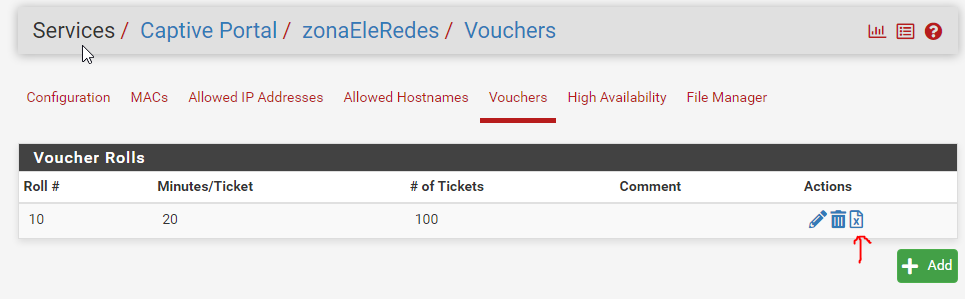 Services / Captive Portal / zonaEleRedes / Vouchers
Configuration MACs Allowed IP Addresses Allowed Hostnames Vouchers High Availability File Manager
Voucher Rolls
Roll # Minutes/Ticket # of Tickets Comment Actions
10 20 100
Add